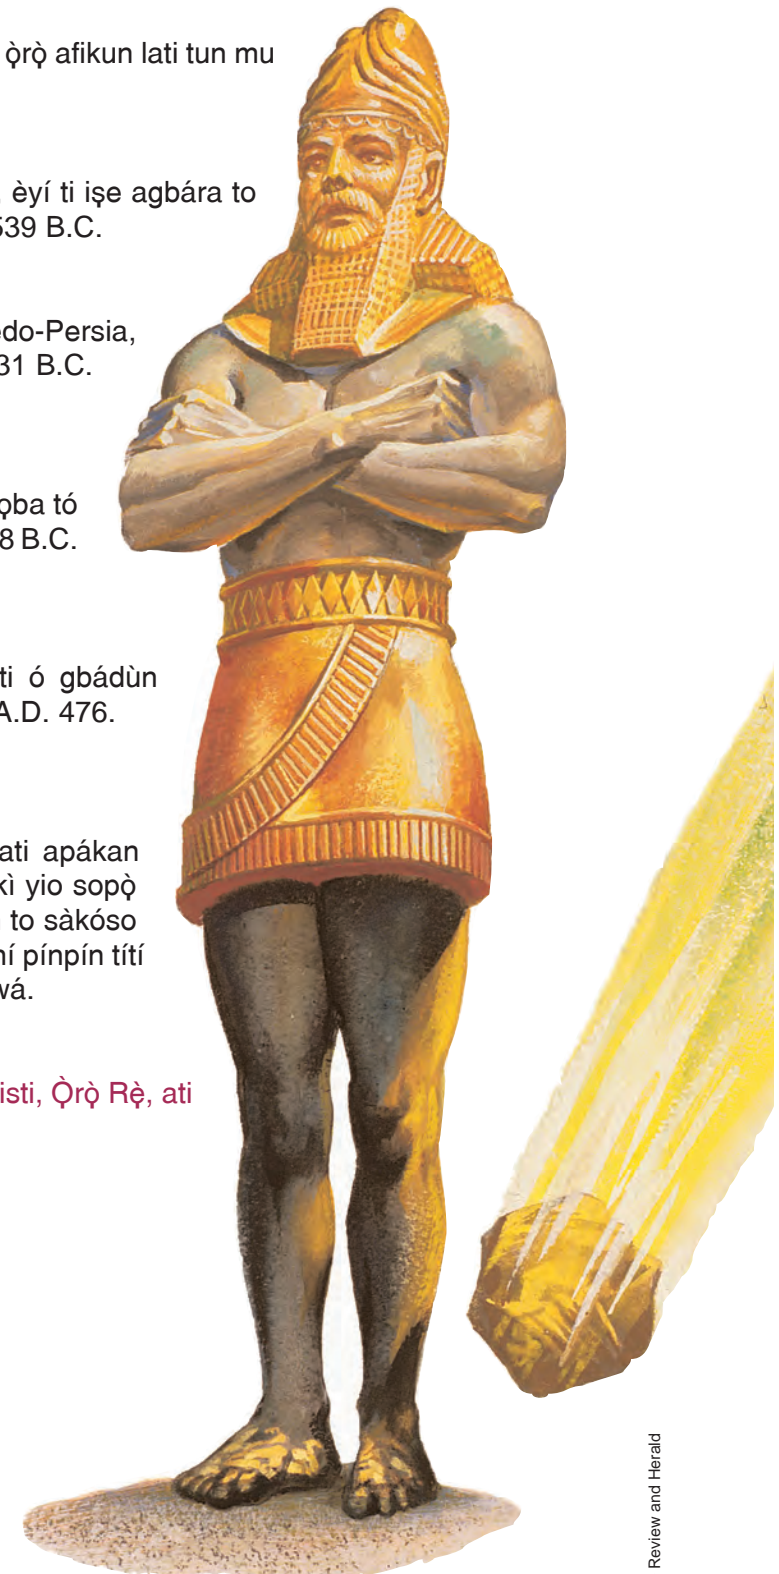 ọ̀rọ̀ afikun lati tun mu
èyí ti iṣe agbára to
539 B.C.
edo-Persia,
31 B.C.
ọba tó
8 B.C.
ti ó gbádùn
A.D. 476.
ati apákan
kì yio sopọ̀
to sàkóso
ní pínpín títí
wá.
isti, Ọ̀rọ̀ Rẹ̀, ati
Review and Herald